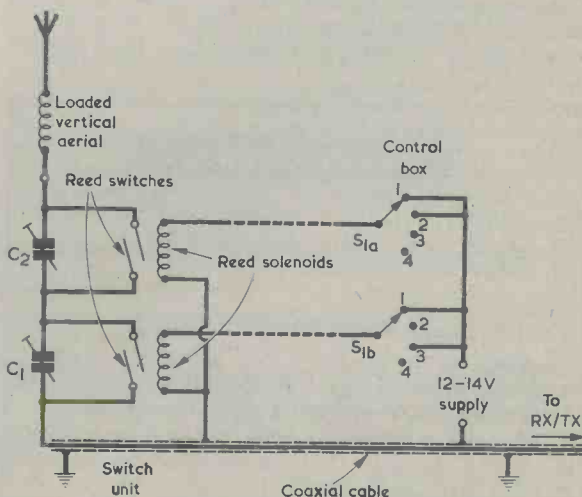 Loaded
vertical
aerial
Reed switches
C2
C1
Reed solenoids
Control
box
S1a
1
2
3
4
S1b
1
2
3
4
12-14V
supply
To
RX/TX
Switch
unit
Coaxial cable